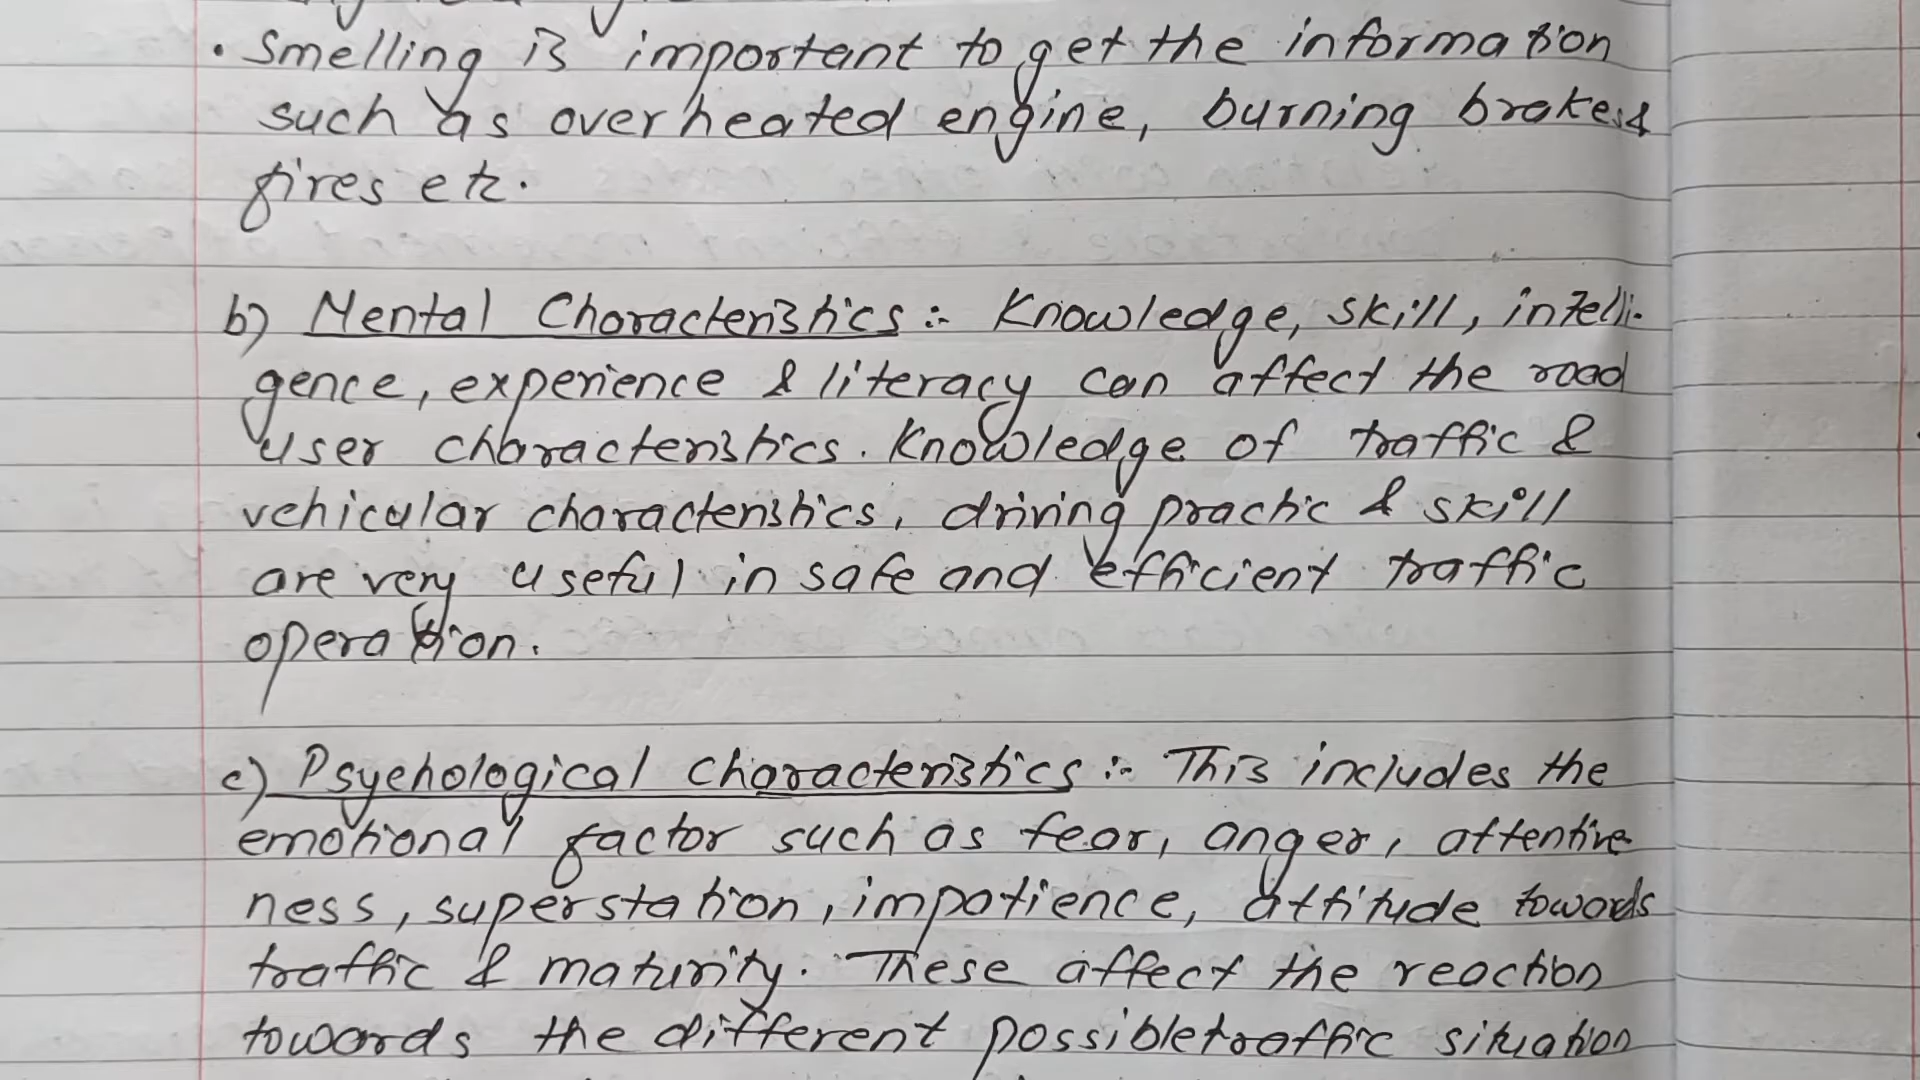 • Smelling is important to get the information
such as overheated engine, burning brakes &
fires etc.
b) Mental Characteristics :- Knowledge, skill, intelli-
gence, experience & literacy can affect the road
user characteristics. Knowledge of traffic &
vehicular characteristics, driving practic & skill
are very useful in safe and efficient traffic
operation.
c) Psychological characteristics :- This includes the
emotional factor such as fear, anger, attentive
ness, superstation, impatience, attitude towards
traffic & maturity. These affect the reaction
towards the different possible traffic situation